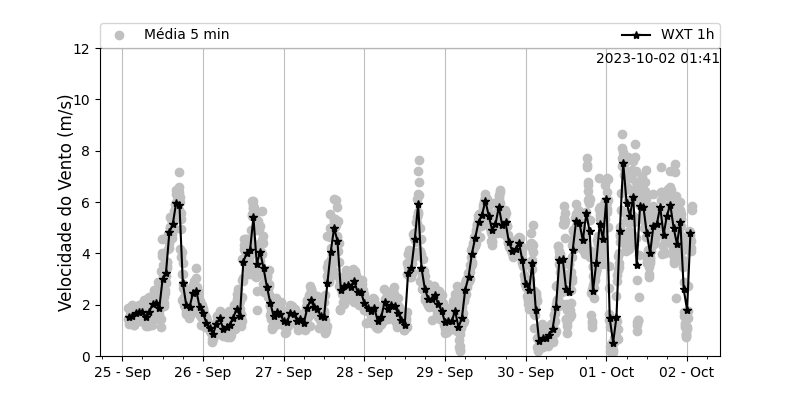 Média 5 min
WXT 1h
2023-10-02 01:41
Velocidade do Vento (m/s)
12
10
8
6
4
2
0
25 - Sep
26 - Sep
27 - Sep
28 - Sep
29 - Sep
30 - Sep
01 - Oct
02 - Oct